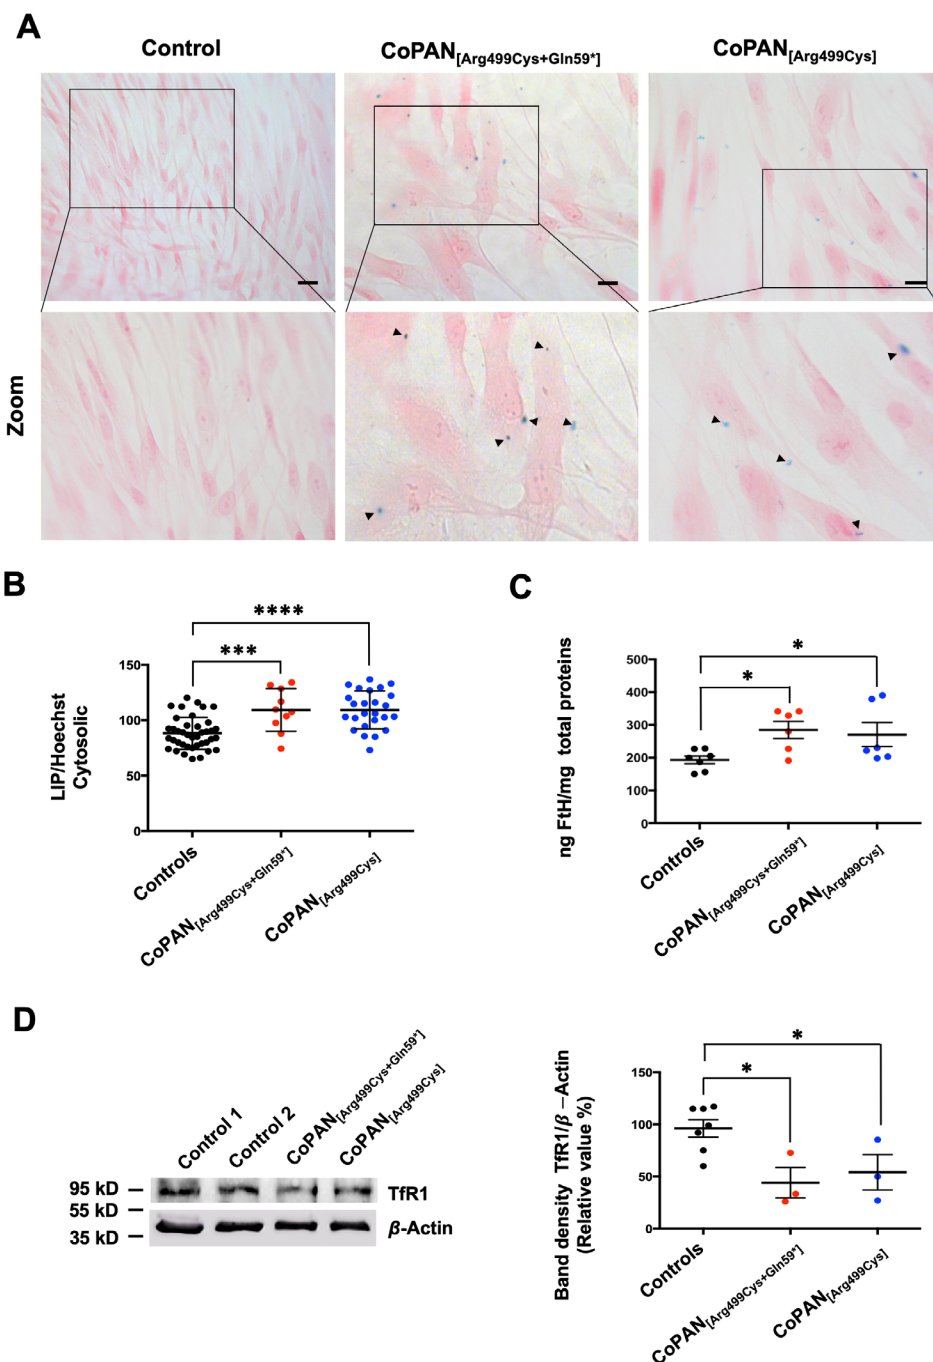 A
Control
CoPAN[Arg499Cys+Gln59*]
CoPAN[Arg499Cys]
Zoom
B
LIP/Hoechst
Cytosolic
150
100
50
0
***
****
Controls
CoPAN[Arg499Cys+Gln59*]
CoPAN[Arg499Cys]
C
ng FtH/mg total proteins
500
400
300
200
100
0
*
*
Controls
CoPAN[Arg499Cys+Gln59*]
CoPAN[Arg499Cys]
D
Control 1
Control 2
CoPAN[Arg499Cys+Gln59*]
CoPAN[Arg499Cys]
95 kD
55 kD
35 kD
TfR1
β-Actin
Band density TfR1/β –Actin
(Relative value %)
150
100
50
0
*
*
Controls
CoPAN[Arg499Cys+Gln59*]
CoPAN[Arg499Cys]